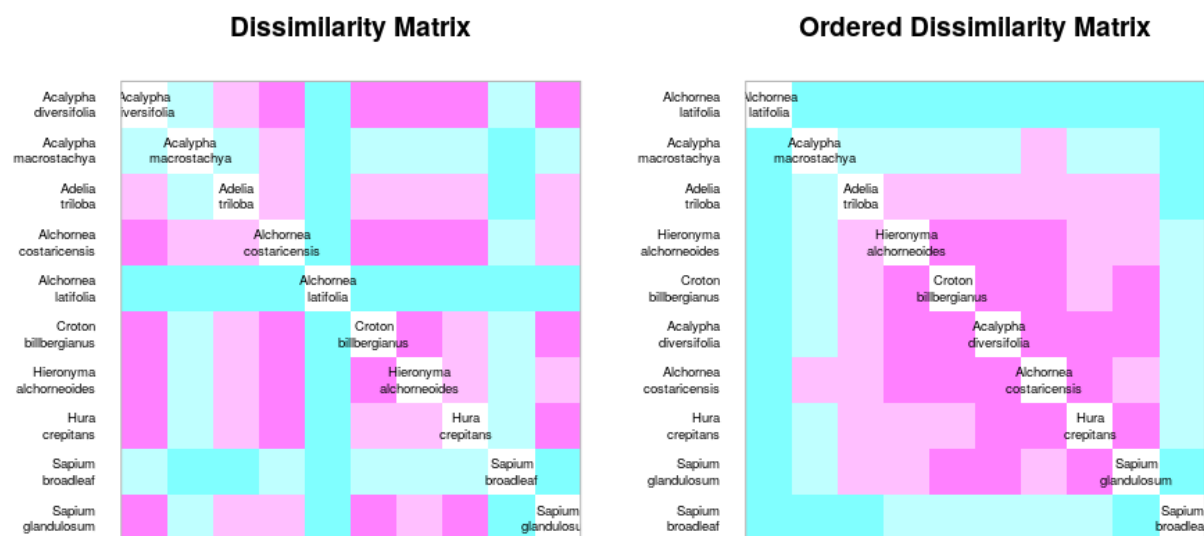 Dissimilarity Matrix
Acalypha
diversifolia
Acalypha
iversifolia
Acalypha
macrostachya
Acalypha
macrostachya
Adelia
triloba
Adelia
triloba
Alchornea
costaricensis
Alchornea
costaricensis
Alchornea
latifolia
Alchornea
latifolia
Croton
billbergianus
Croton
billbergianus
Hieronyma
alchorneoides
Hieronyma
alchorneoides
Hura
crepitans
Hura
crepitans
Sapium
broadleaf
Sapium
broadleaf
Sapium
glandulosum
Sapium
glandulosu
Ordered Dissimilarity Matrix
Alchornea
latifolia
Alchornea
latifolia
Acalypha
macrostachya
Acalypha
macrostachya
Adelia
triloba
Adelia
triloba
Hieronyma
alchorneoides
Hieronyma
alchorneoides
Croton
billbergianus
Croton
billbergianus
Acalypha
diversifolia
Acalypha
diversifolia
Alchornea
costaricensis
Alchornea
costaricensis
Hura
crepitans
Hura
crepitans
Sapium
glandulosum
Sapium
glandulosum
Sapium
broadleaf
Sapium
broadlea